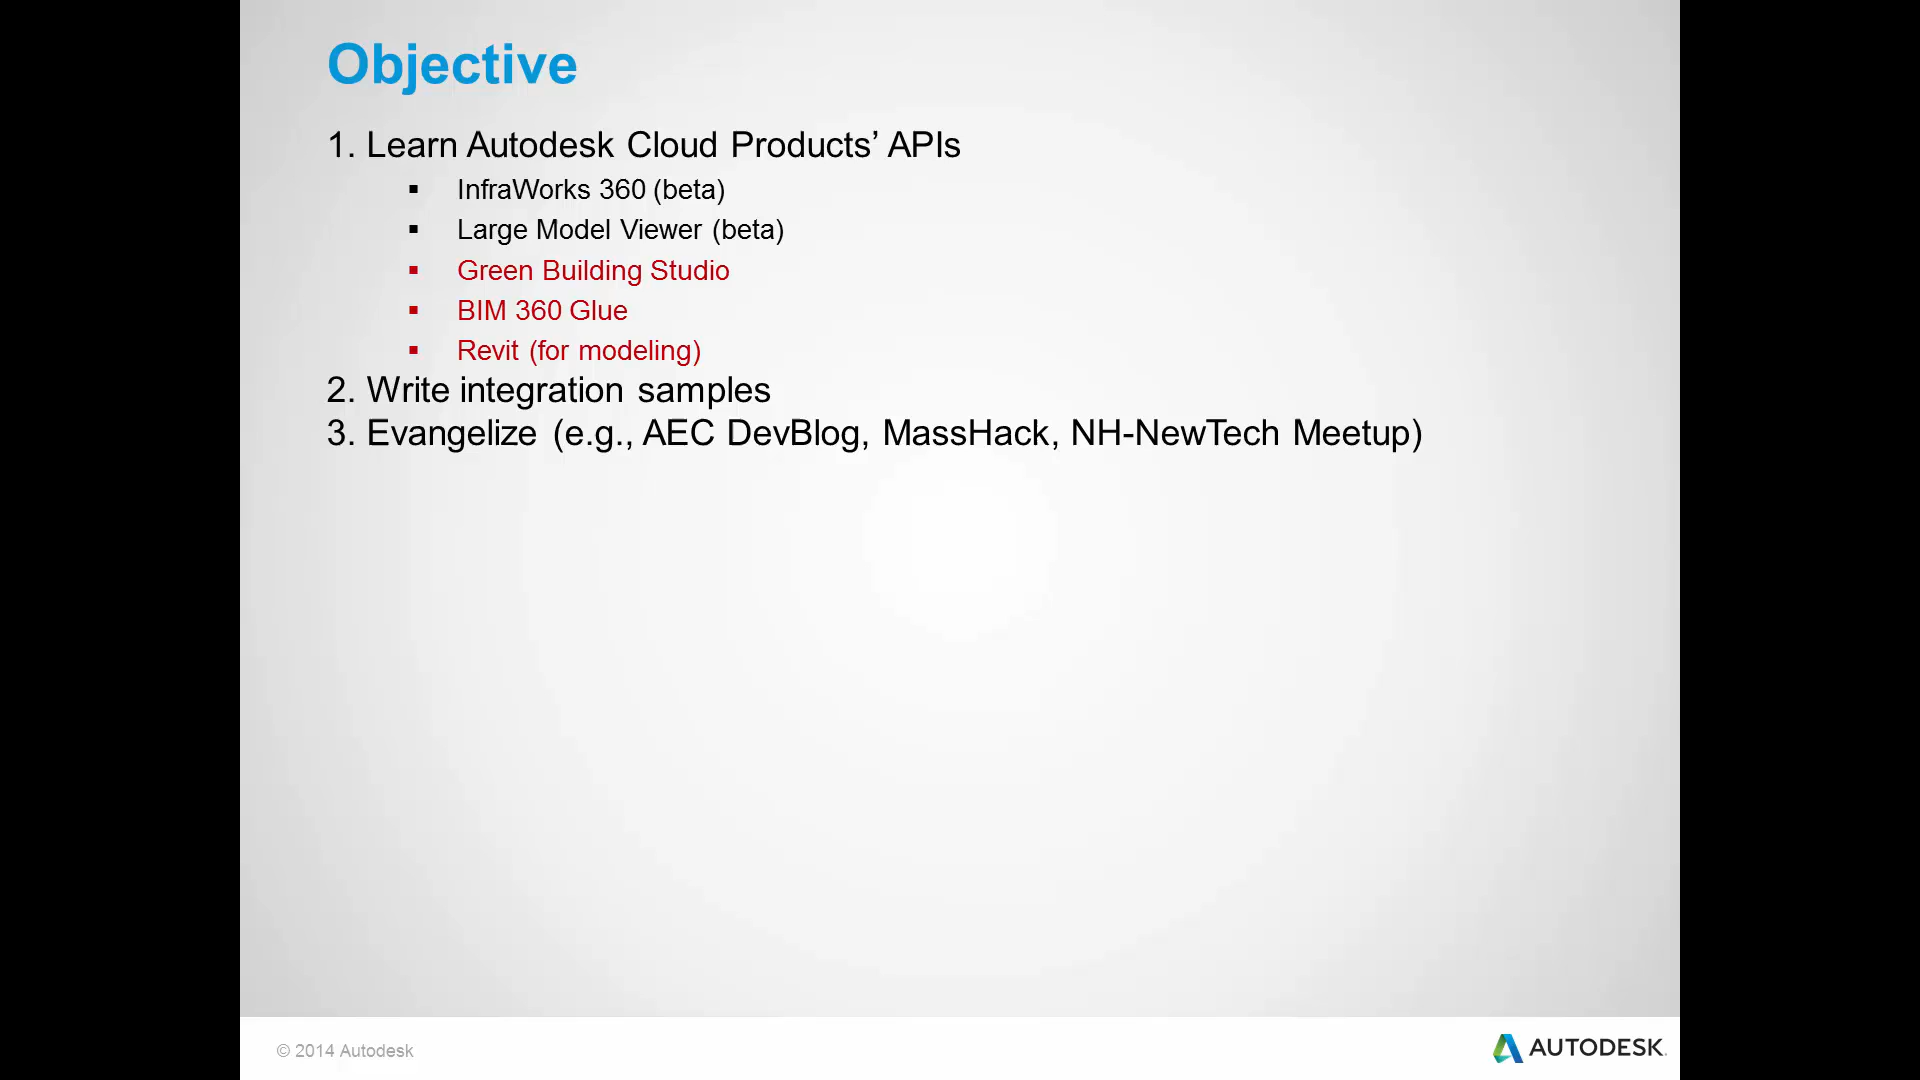 Objective
1. Learn Autodesk Cloud Products’ APIs
▪ InfraWorks 360 (beta)
▪ Large Model Viewer (beta)
▪ Green Building Studio
▪ BIM 360 Glue
▪ Revit (for modeling)
2. Write integration samples
3. Evangelize (e.g., AEC DevBlog, MassHack, NH-NewTech Meetup)
© 2014 Autodesk
AUTODESK.